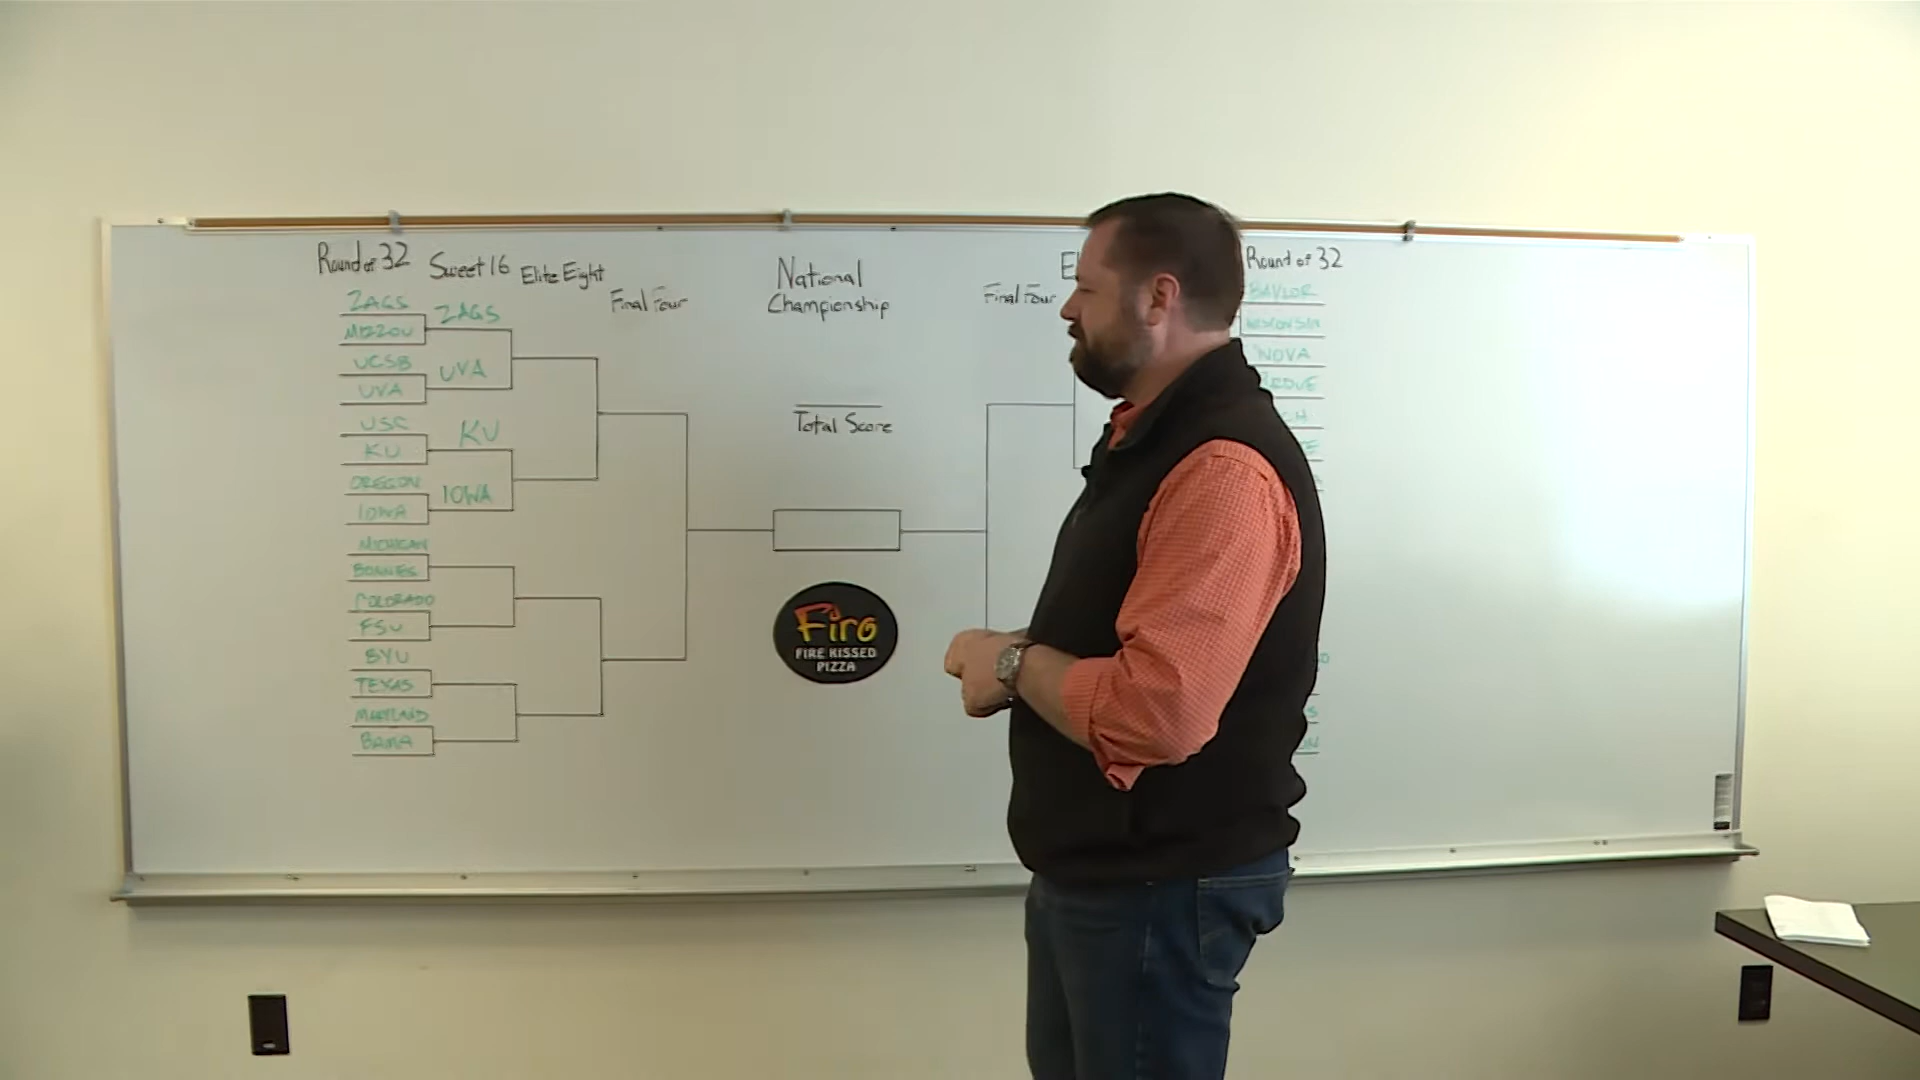 Round of 32
Sweet 16
Elite Eight
Final Four
National
Championship
Final Four
Round of 32
ZAGS
MIZZOU
UCSB
UVA
USC
KU
OREGON
IOWA
MICHIGAN
BONNIES
COLORADO
FSU
BYU
TEXAS
MARYLAND
BAMA
ZAGS
UVA
KU
IOWA
Total Score
Firo
FIRE KISSED
PIZZA
BAYLOR
WISCONSIN
NOVA